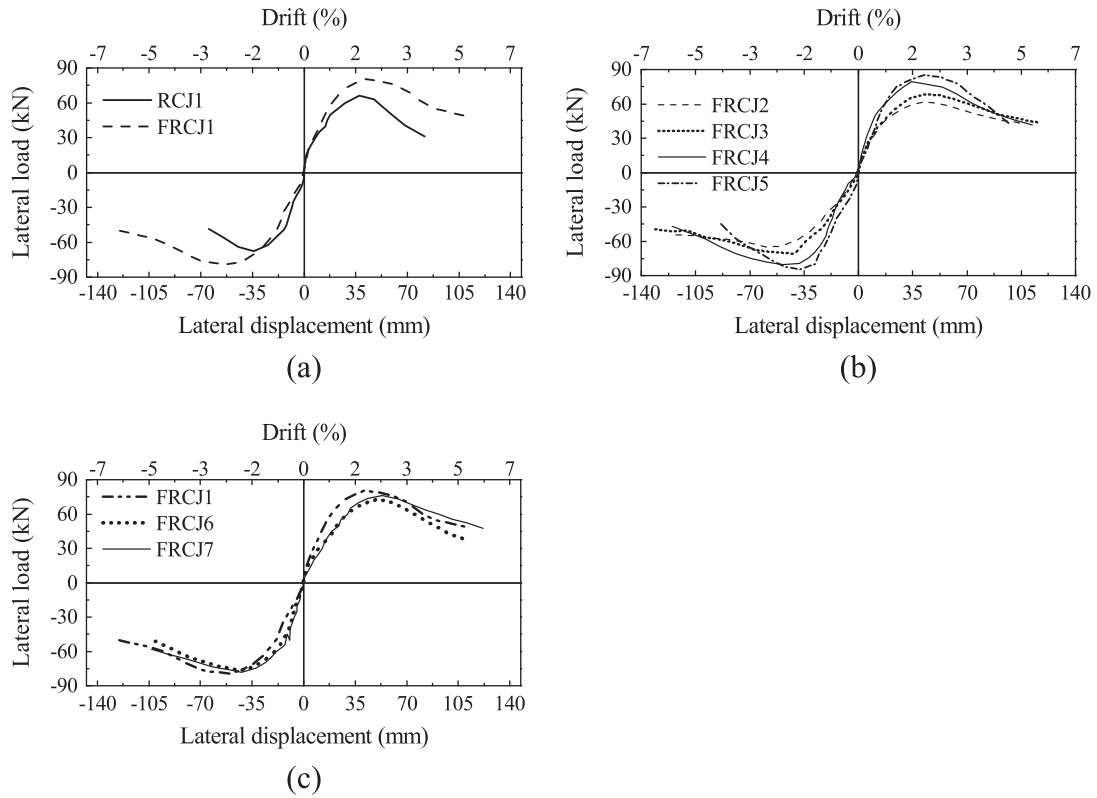 Drift (%)
-7 -5 -3 -2 0 2 3 5 7
90
60
30
0
-30
-60
-90
Lateral load (kN)
RCJ1
FRCJ1
-140 -105 -70 -35 0 35 70 105 140
Lateral displacement (mm)
(a)
Drift (%)
-7 -5 -3 -2 0 2 3 5 7
90
60
30
0
-30
-60
-90
Lateral load (kN)
FRCJ2
FRCJ3
FRCJ4
FRCJ5
-140 -105 -70 -35 0 35 70 105 140
Lateral displacement (mm)
(b)
Drift (%)
-7 -5 -3 -2 0 2 3 5 7
90
60
30
0
-30
-60
-90
Lateral load (kN)
FRCJ1
FRCJ6
FRCJ7
-140 -105 -70 -35 0 35 70 105 140
Lateral displacement (mm)
(c)